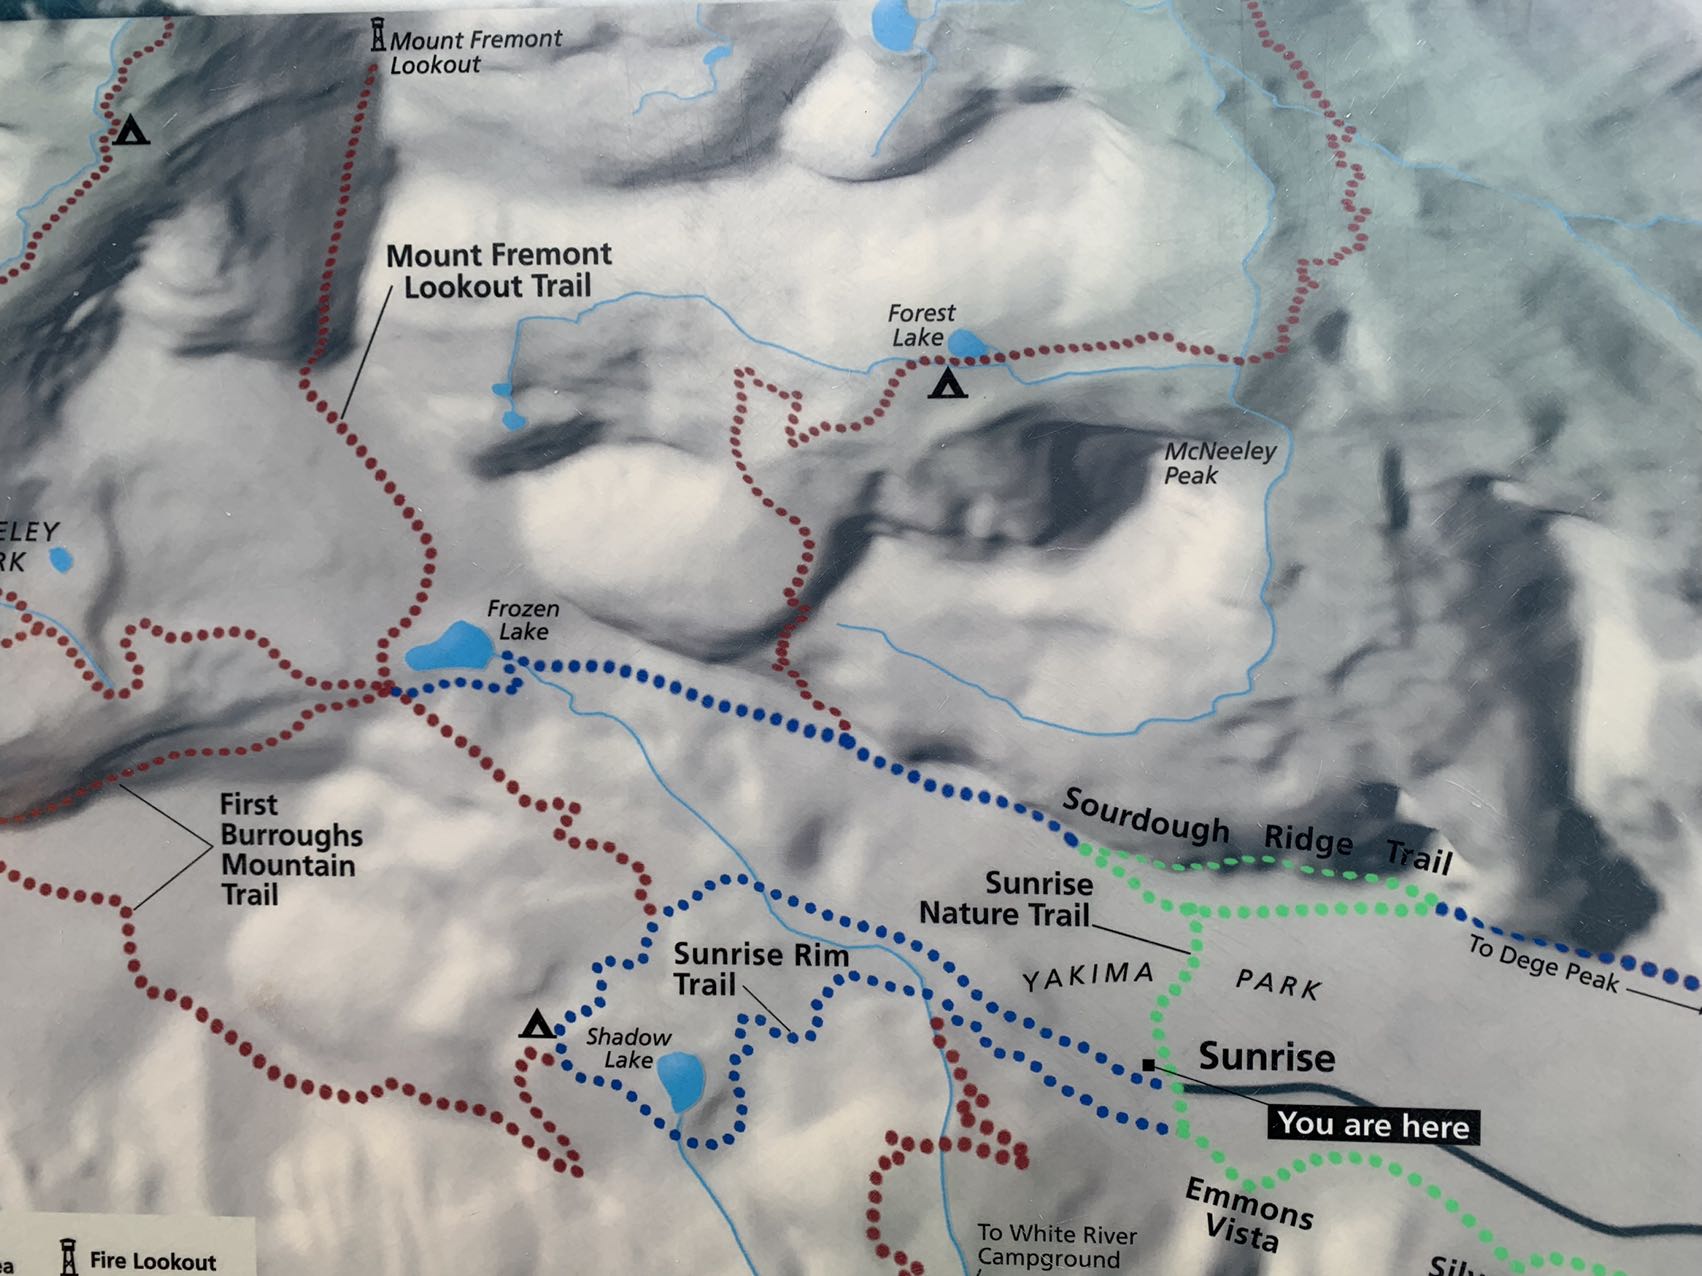 Mount Fremont
Lookout
Mount Fremont
Lookout Trail
Forest
Lake
McNeeley
Peak
ELEY
RK
Frozen
Lake
First
Burroughs
Mountain
Trail
Sourdough Ridge Trail
Sunrise
Nature Trail
To Dege Peak
Sunrise Rim
Trail
YAKIMA PARK
Shadow
Lake
Sunrise
You are here
Emmons
Vista
To White River
Campground
Silv
ea
Fire Lookout